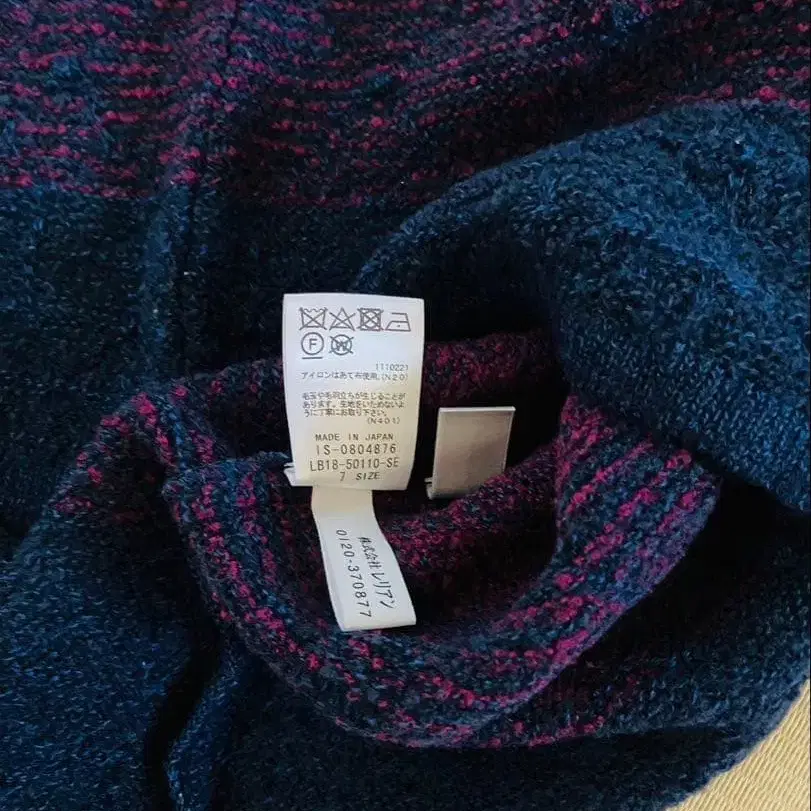 1110221
アイロンはあて布使用。(N20)
毛玉や毛羽立ちが生じることが
あります。生地をいためないよ
うに丁寧にお取り下さい。
(N401)
MADE IN JAPAN
IS-0804876
LB18-50110-SE
7 SIZE
株式会社レリアン
0120-370877